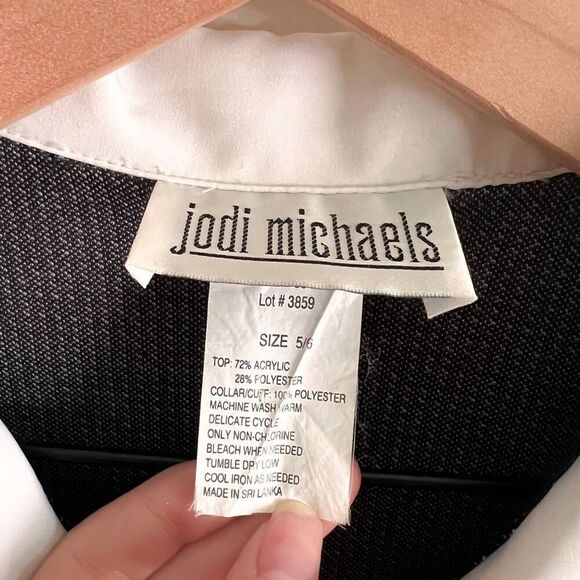 jodi michaels
Lot # 3859
SIZE 5/6
TOP: 72% ACRYLIC
28% POLYESTER
COLLAR/CUFF: 100% POLYESTER
MACHINE WASH WARM
DELICATE CYCLE
ONLY NON-CHLORINE
BLEACH WHEN NEEDED
TUMBLE DRY LOW
COOL IRON AS NEEDED
MADE IN SRI LANKA